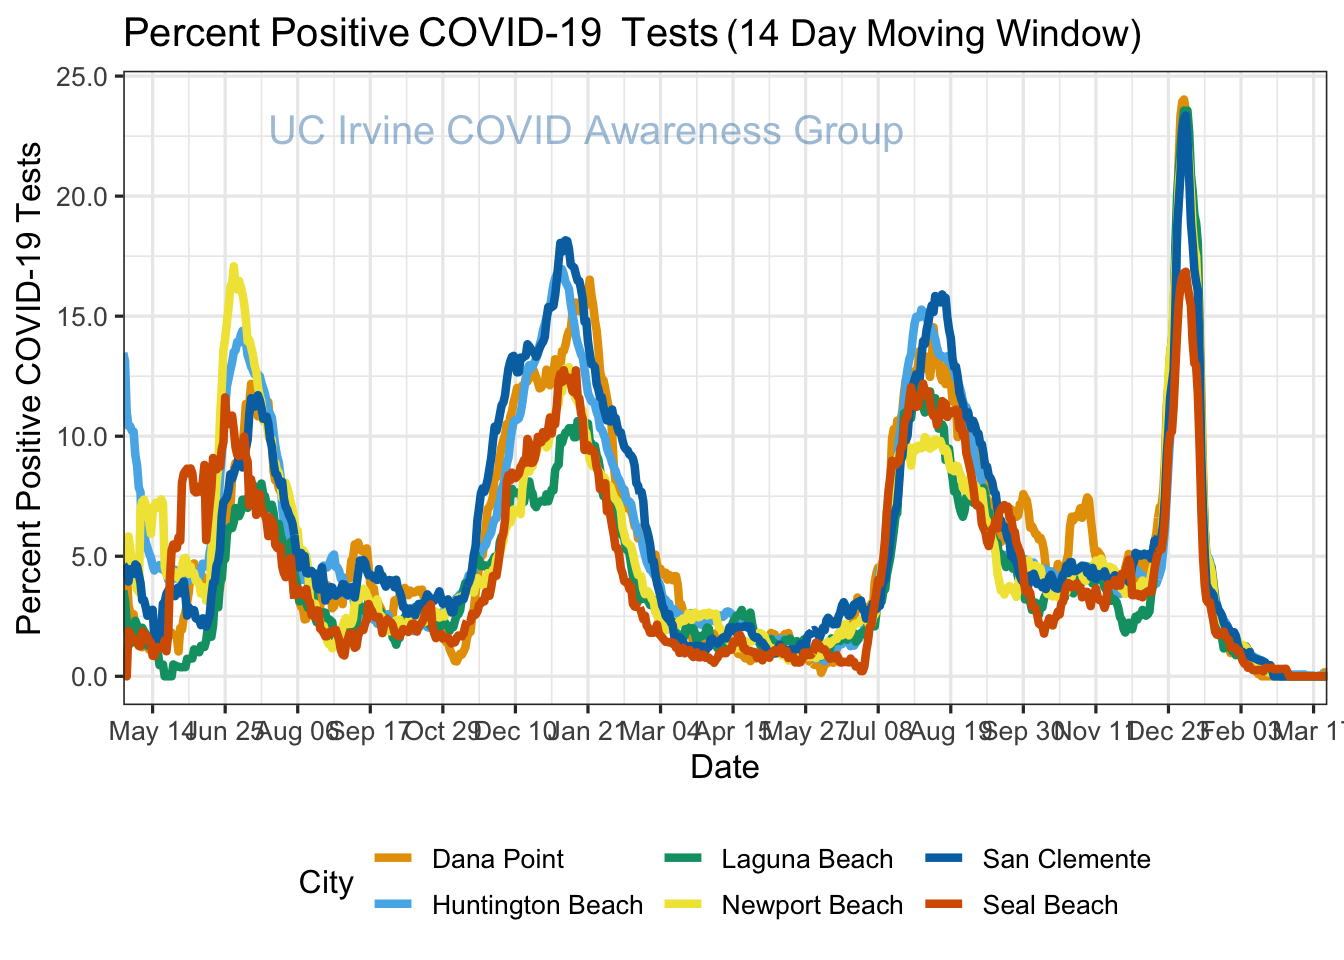 Percent Positive COVID-19 Tests (14 Day Moving Window)
UC Irvine COVID Awareness Group
Percent Positive COVID-19 Tests
25.0
20.0
15.0
10.0
5.0
0.0
May 14 Jun 25 Aug 06 Sep 17 Oct 29 Dec 10 Jan 21 Mar 04 Apr 15 May 27 Jul 08 Aug 19 Sep 30 Nov 11 Dec 23 Feb 03 Mar 17
Date
City
Dana Point Laguna Beach San Clemente
Huntington Beach Newport Beach Seal Beach